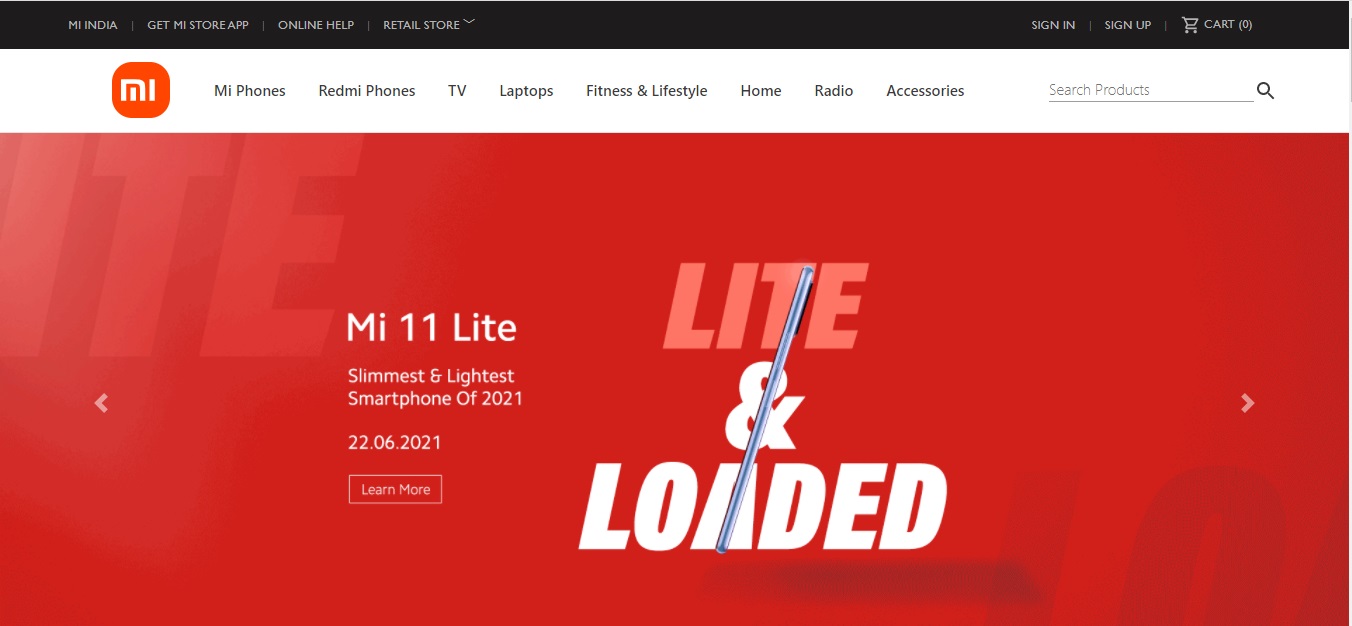 MI INDIA | GET MI STORE APP | ONLINE HELP | RETAIL STORE SIGN IN | SIGN UP | CART (0)
mi Mi Phones Redmi Phones TV Laptops Fitness & Lifestyle Home Radio Accessories Search Products
LITE
LITE
Mi 11 Lite
&
Slimmest & Lightest
Smartphone Of 2021
22.06.2021
Learn More
LOADED
LOA